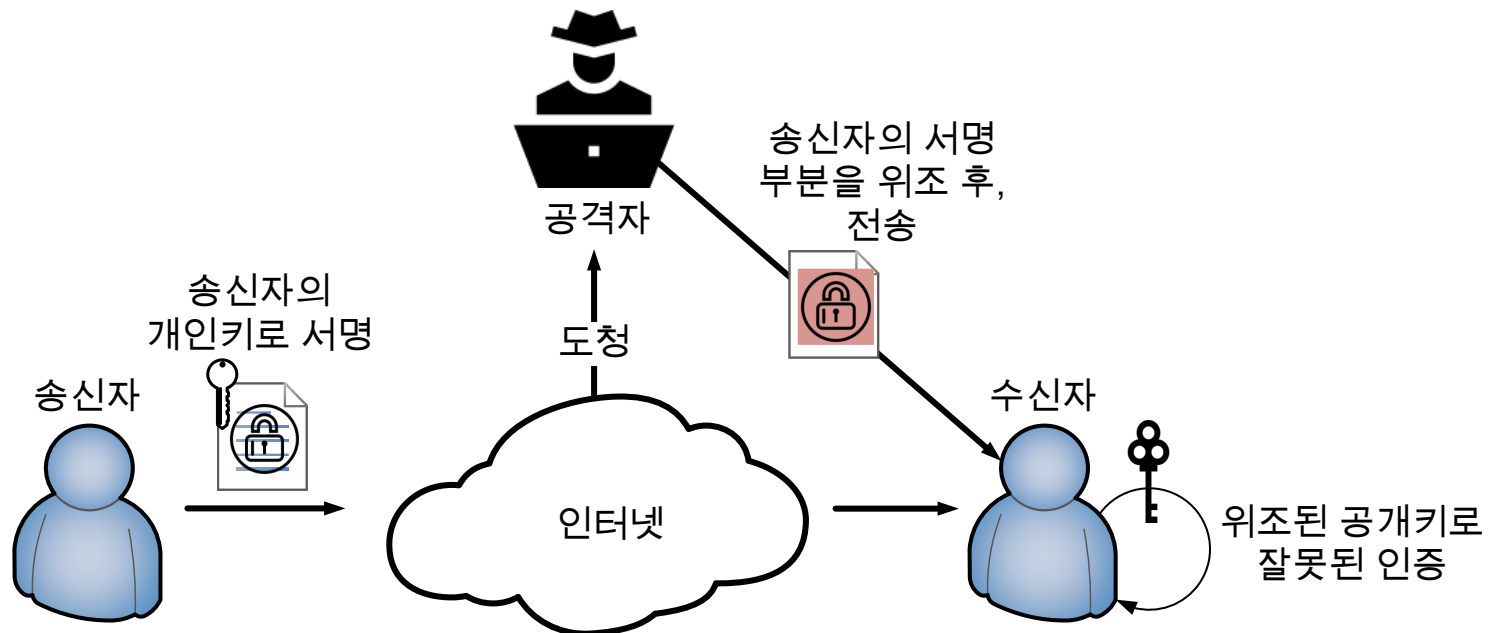 공격자
송신자의 서명
부분을 위조 후,
전송
송신자의
개인키로 서명
도청
송신자
수신자
인터넷
위조된 공개키로
잘못된 인증